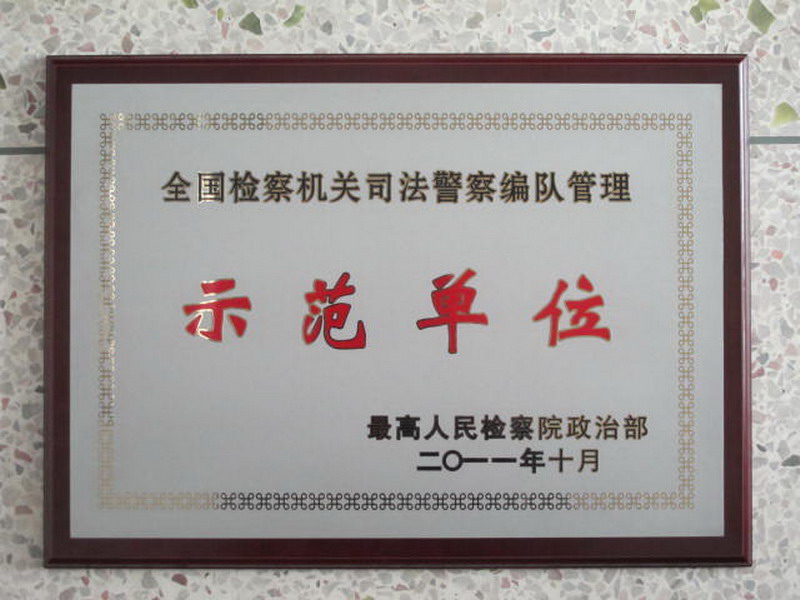 全国检察机关司法警察编队管理
示范单位
最高人民检察院政治部
二〇一一年十月